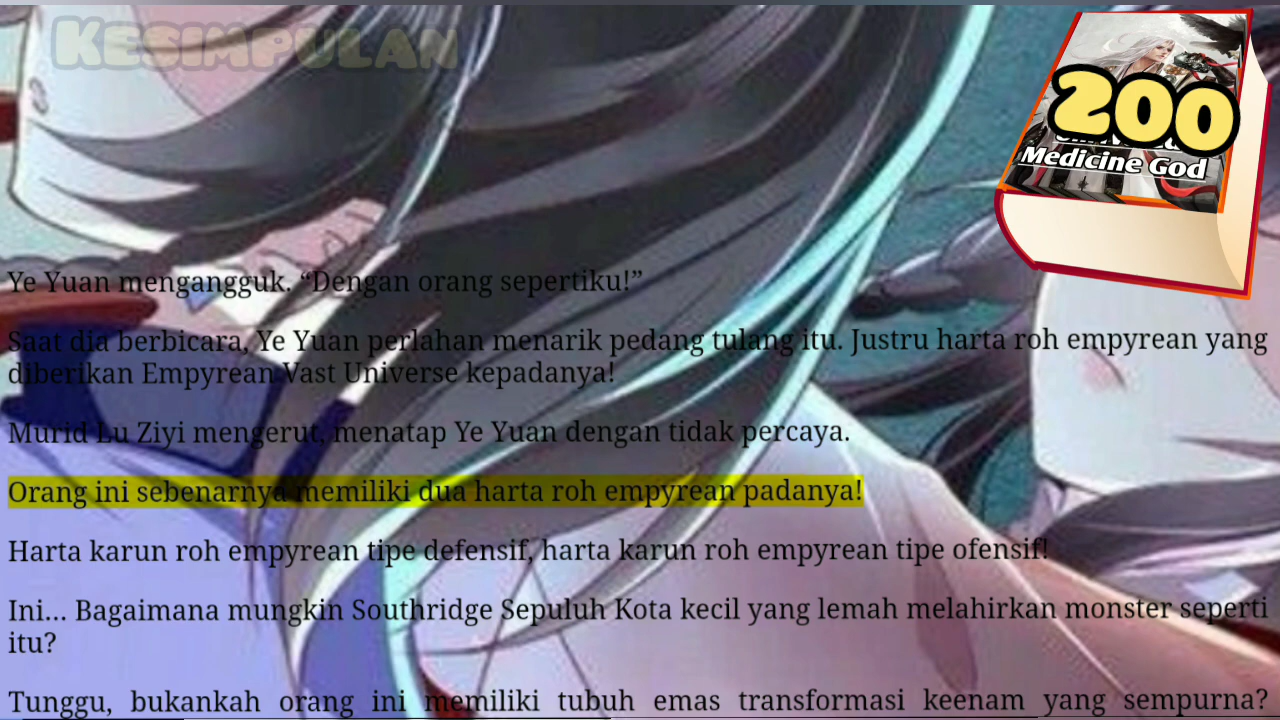 KESIMPULAN
200
Medicine God
Ye Yuan mengangguk. “Dengan orang sepertiku!”
Saat dia berbicara, Ye Yuan perlahan menarik pedang tulang itu. Justru harta roh empyrean yang
diberikan Empyrean Vast Universe kepadanya!
Murid Lu Ziyi mengerut, menatap Ye Yuan dengan tidak percaya.
Orang ini sebenarnya memiliki dua harta roh empyrean padanya!
Harta karun roh empyrean tipe defensif, harta karun roh empyrean tipe ofensif!
Ini... Bagaimana mungkin Southridge Sepuluh Kota kecil yang lemah melahirkan monster seperti
itu?
Tunggu, bukankah orang ini memiliki tubuh emas transformasi keenam yang sempurna?